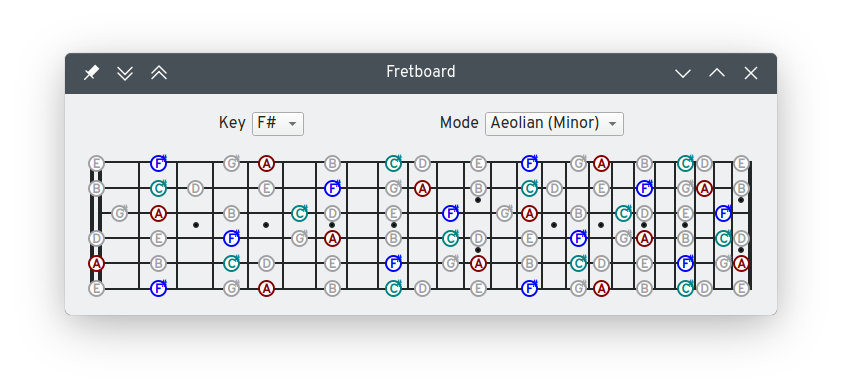 Fretboard
Key F# Mode Aeolian (Minor)
E F# G# A B C# D E F# G# A B C# D E
B C# D E F# G# A B C# D E F# G# A B
G# A B C# D E F# G# A B C# D E F#
D E F# G# A B C# D E F# G# A B C# D
A B C# D E F# G# A B C# D E F# G# A
E F# G# A B C# D E F# G# A B C# D E